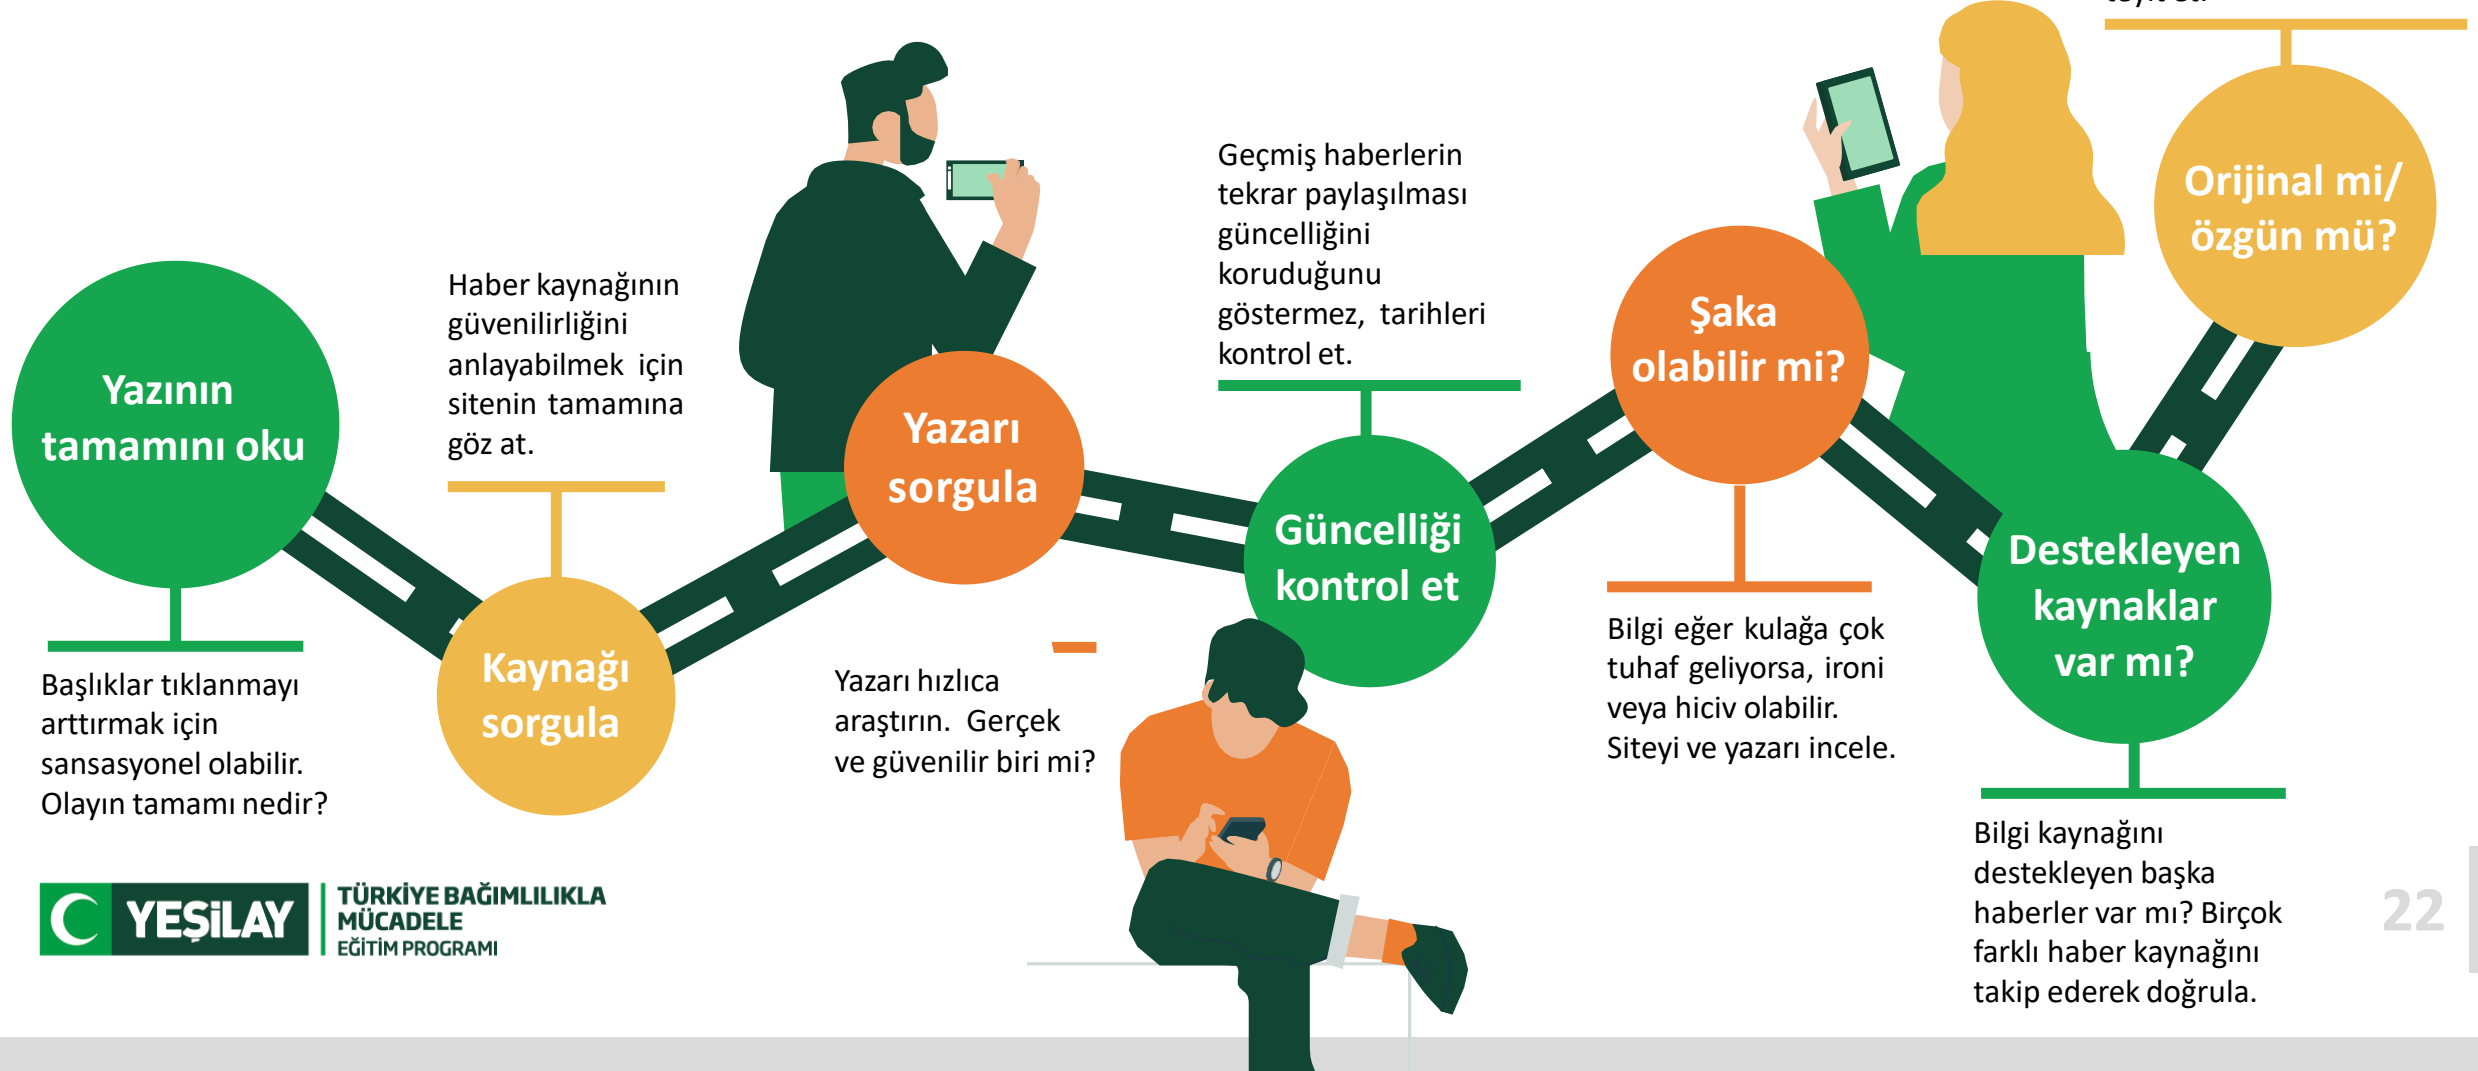 Yazının
tamamını oku
Başlıklar tıklanmayı
arttırmak için
sansasyonel olabilir.
Olayın tamamı nedir?
Haber kaynağının
güvenilirliğini
anlayabilmek için
sitenin tamamına
göz at.
Kaynağı
sorgula
Yazarı
sorgula
Yazarı hızlıca
araştırın. Gerçek
ve güvenilir biri mi?
Geçmiş haberlerin
tekrar paylaşılması
güncelliğini
koruduğunu
göstermez, tarihleri
kontrol et.
Güncelliği
kontrol et
Şaka
olabilir mi?
Bilgi eğer kulağa çok
tuhaf geliyorsa, ironi
veya hiciv olabilir.
Siteyi ve yazarı incele.
Destekleyen
kaynaklar
var mı?
Bilgi kaynağını
destekleyen başka
haberler var mı? Birçok
farklı haber kaynağını
takip ederek doğrula.
Orijinal mi/
özgün mü?
YEŞİLAY
TÜRKİYE BAĞIMLILIKLA
MÜCADELE
EĞİTİM PROGRAMI
22